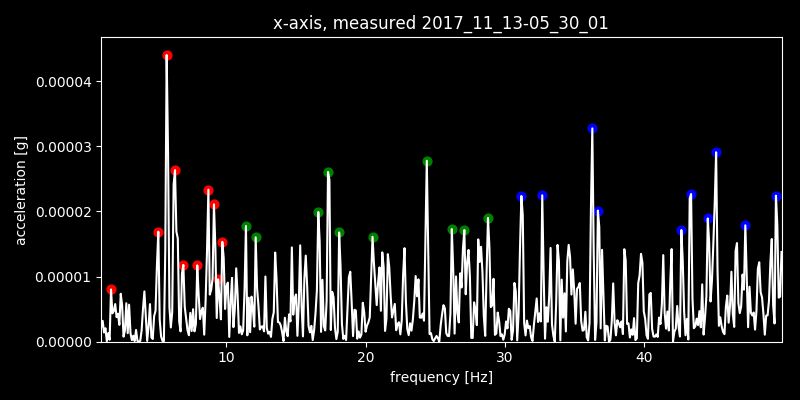 x-axis, measured 2017_11_13-05_30_01
0.00004
0.00003
0.00002
0.00001
0.00000
acceleration [g]
10 20 30 40
frequency [Hz]